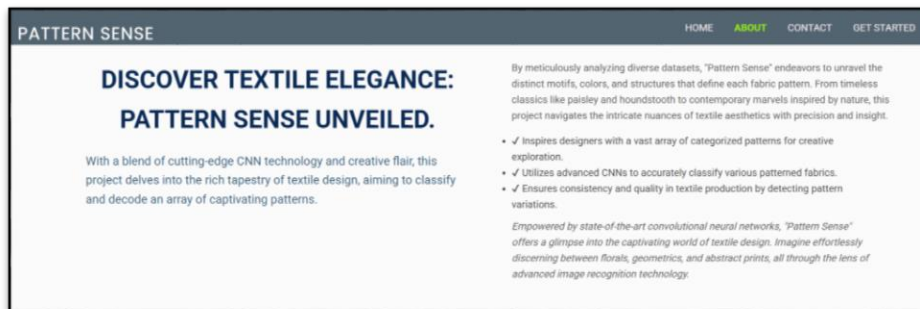 PATTERN SENSE
HOME ABOUT CONTACT GET STARTED
DISCOVER TEXTILE ELEGANCE:
PATTERN SENSE UNVEILED.
With a blend of cutting-edge CNN technology and creative flair, this
project delves into the rich tapestry of textile design, aiming to classify
and decode an array of captivating patterns.
By meticulously analyzing diverse datasets, "Pattern Sense" endeavors to unravel the
distinct motifs, colors, and structures that define each fabric pattern. From timeless
classics like paisley and houndstooth to contemporary marvels inspired by nature, this
project navigates the intricate nuances of textile aesthetics with precision and insight.
• ✓ Inspires designers with a vast array of categorized patterns for creative
exploration.
• ✓ Utilizes advanced CNNs to accurately classify various patterned fabrics.
• ✓ Ensures consistency and quality in textile production by detecting pattern
variations.
Empowered by state-of-the-art convolutional neural networks, "Pattern Sense"
offers a glimpse into the captivating world of textile design. Imagine effortlessly
discerning between florals, geometrics, and abstract prints, all through the lens of
advanced image recognition technology.